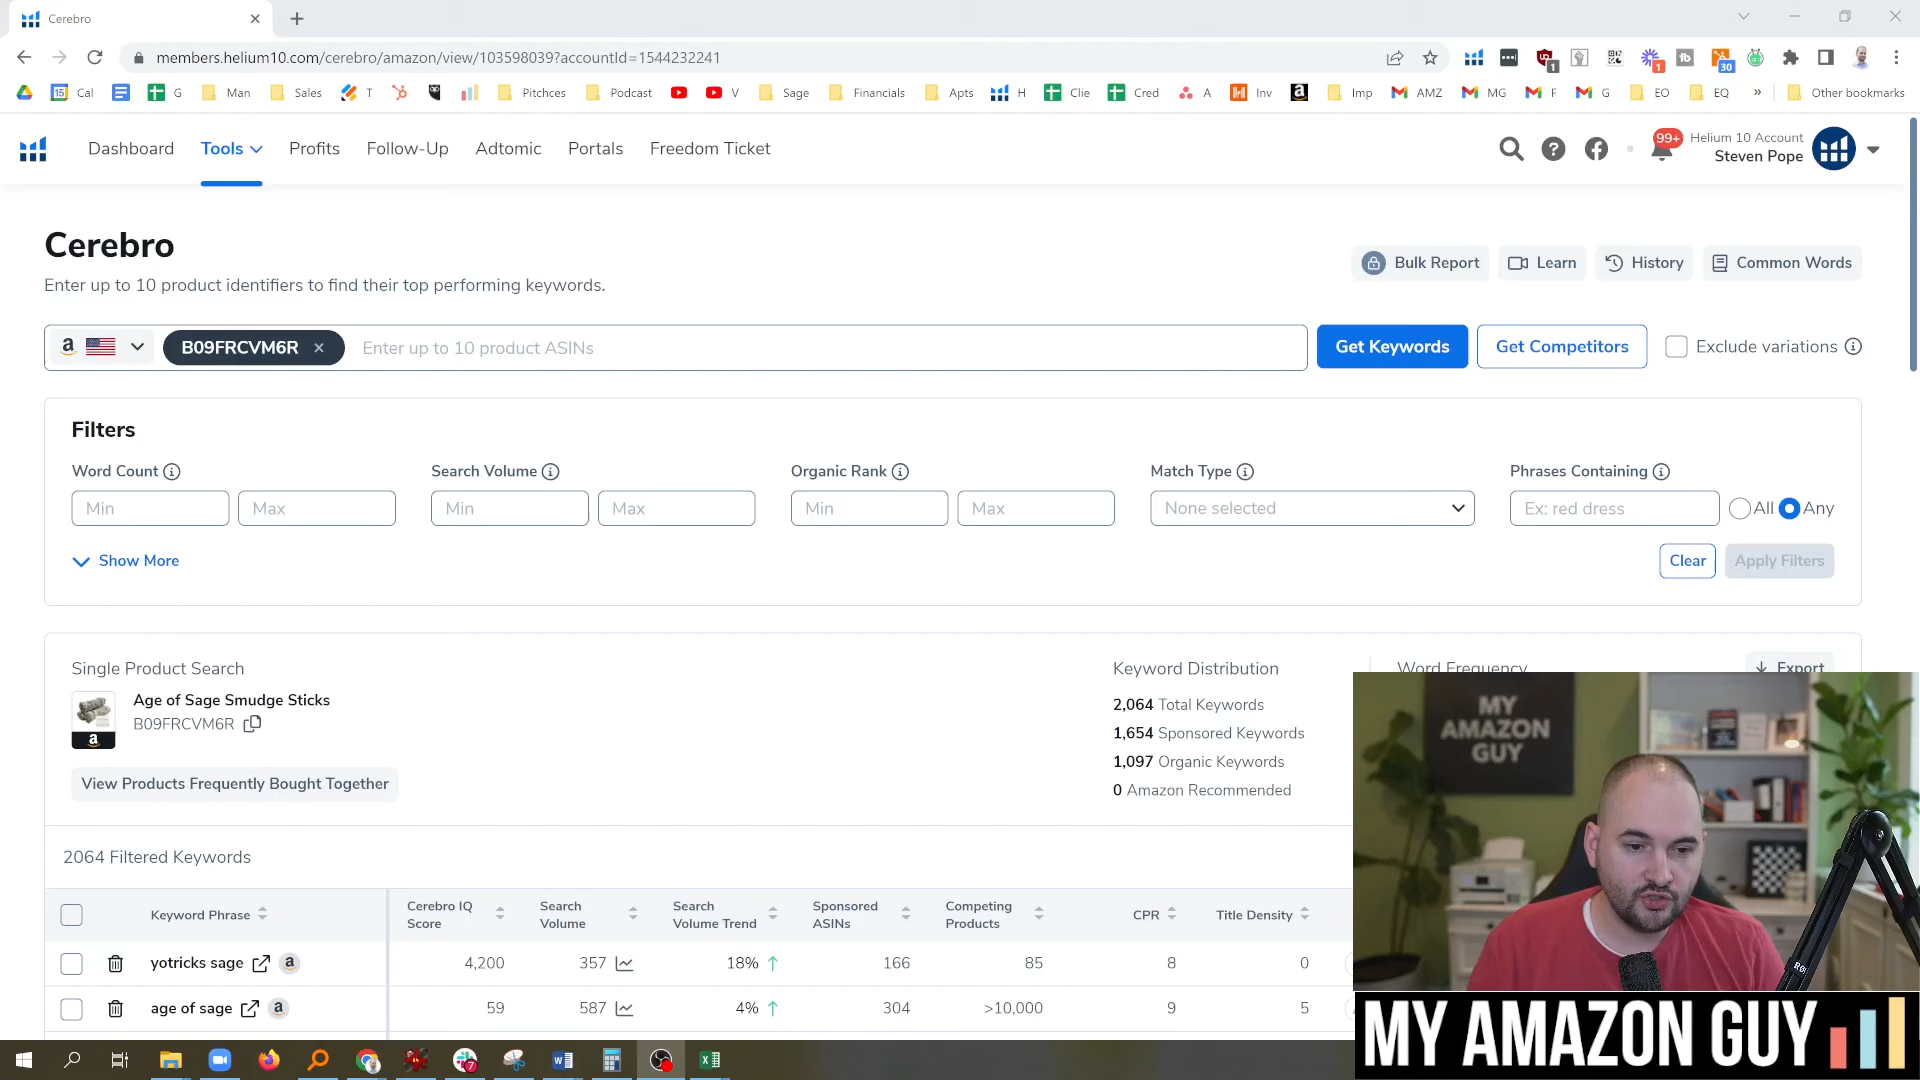 Cerebro
members.helium10.com/cerebro/amazon/view/103598039?accountId=1544232241
1
1
tb
30
15 Cal
G
Man
Sales
T
Pitchces
Podcast
V
Sage
Financials
Apts
H
Clie
Cred
A
Inv
a
Imp
AMZ
MG
F
G
EO
EQ
»
Other bookmarks
Dashboard
Tools
Profits
Follow-Up
Adtomic
Portals
Freedom Ticket
99+
Helium 10 Account
Steven Pope
Cerebro
Enter up to 10 product identifiers to find their top performing keywords.
Bulk Report
Learn
History
Common Words
a
B09FRCVM6R ×
Enter up to 10 product ASINs
Get Keywords
Get Competitors
Exclude variations
Filters
Word Count
Search Volume
Organic Rank
Match Type
Phrases Containing
Min
Max
Min
Max
Min
Max
None selected
Ex: red dress
All
Any
Show More
Clear
Apply Filters
Single Product Search
Age of Sage Smudge Sticks
B09FRCVM6R
a
View Products Frequently Bought Together
Keyword Distribution
2,064 Total Keywords
1,654 Sponsored Keywords
1,097 Organic Keywords
0 Amazon Recommended
Word Frequency
Export
2064 Filtered Keywords
Keyword Phrase
Cerebro IQ Score
Search Volume
Search Volume Trend
Sponsored ASINs
Competing Products
CPR
Title Density
yotricks sage a 4,200 357 18% 166 85 8 0
age of sage a 59 587 4% 304 >10,000 9 5
MY
AMAZON
GUY
MY AMAZON GUY
7